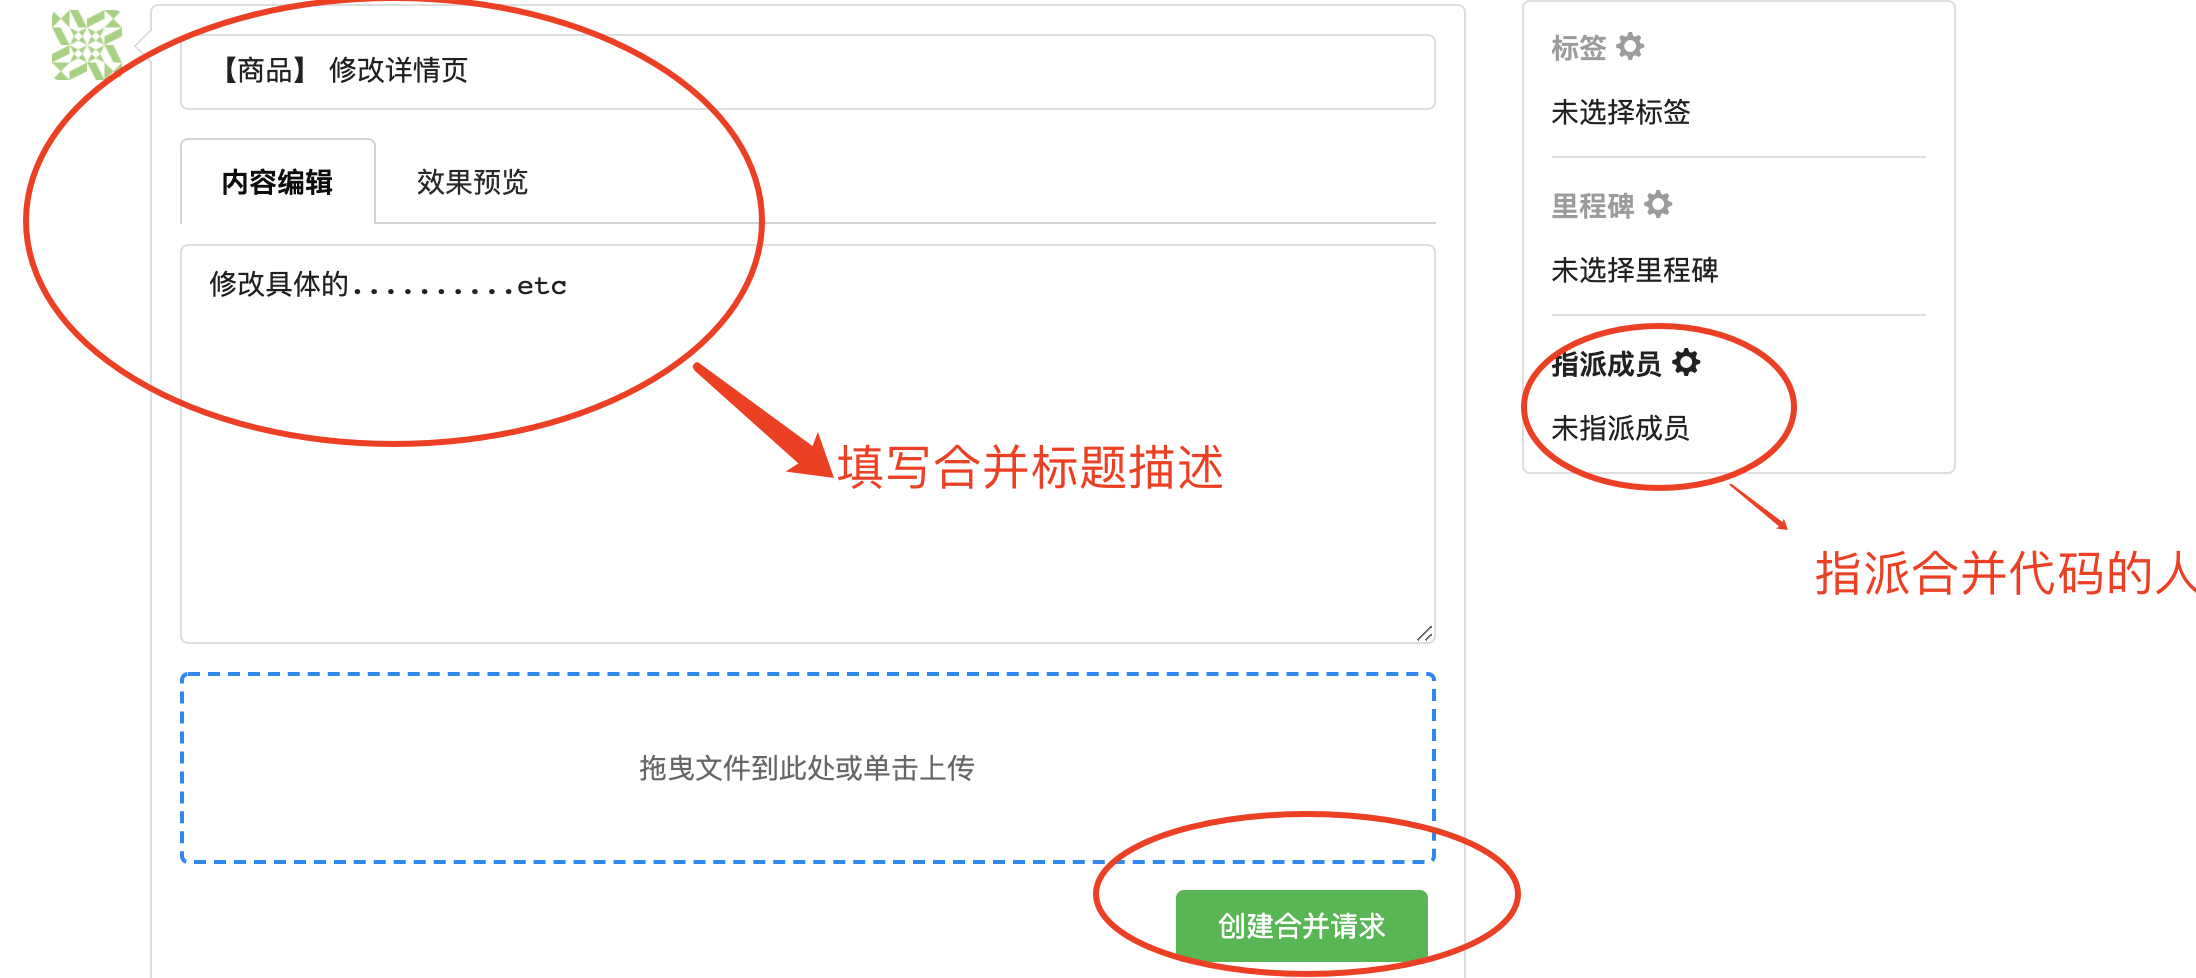 【商品】 修改详情页
内容编辑
效果预览
修改具体的..........etc
填写合并标题描述
拖曳文件到此处或单击上传
创建合并请求
标签
未选择标签
里程碑
未选择里程碑
指派成员
未指派成员
指派合并代码的人